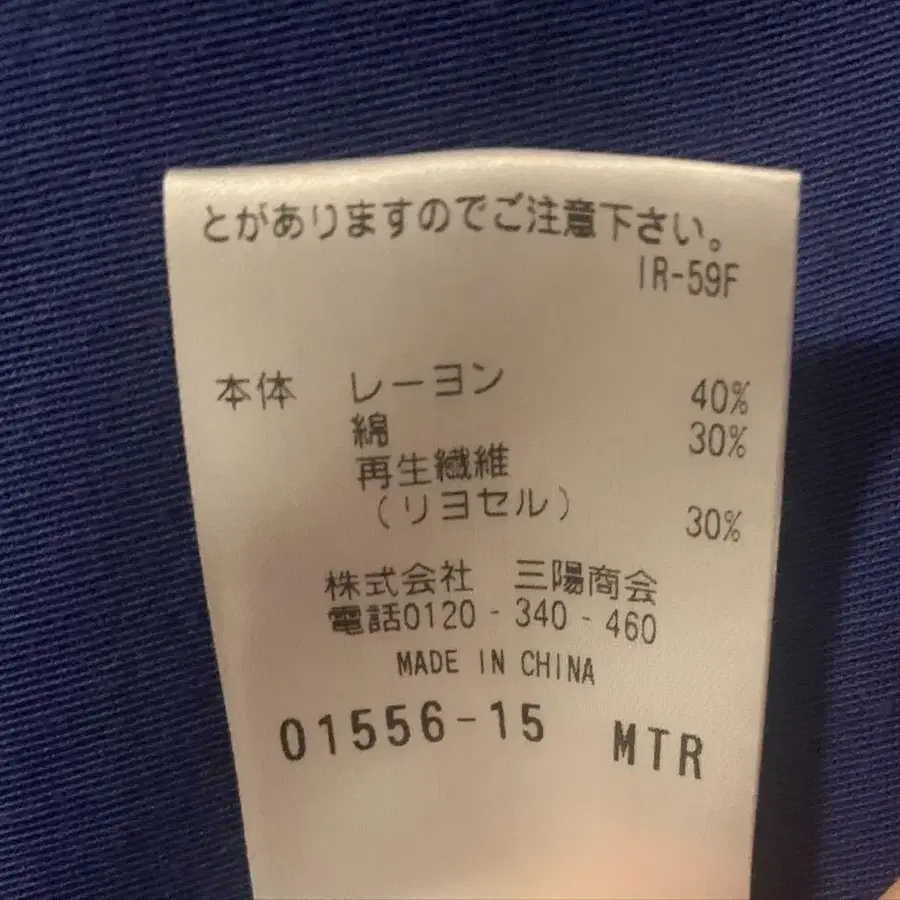 とがありますのでご注意下さい。
IR-59F
本体 レーヨン 40%
綿 30%
再生繊維
(リヨセル) 30%
株式会社 三陽商会
電話0120-340-460
MADE IN CHINA
01556-15 MTR